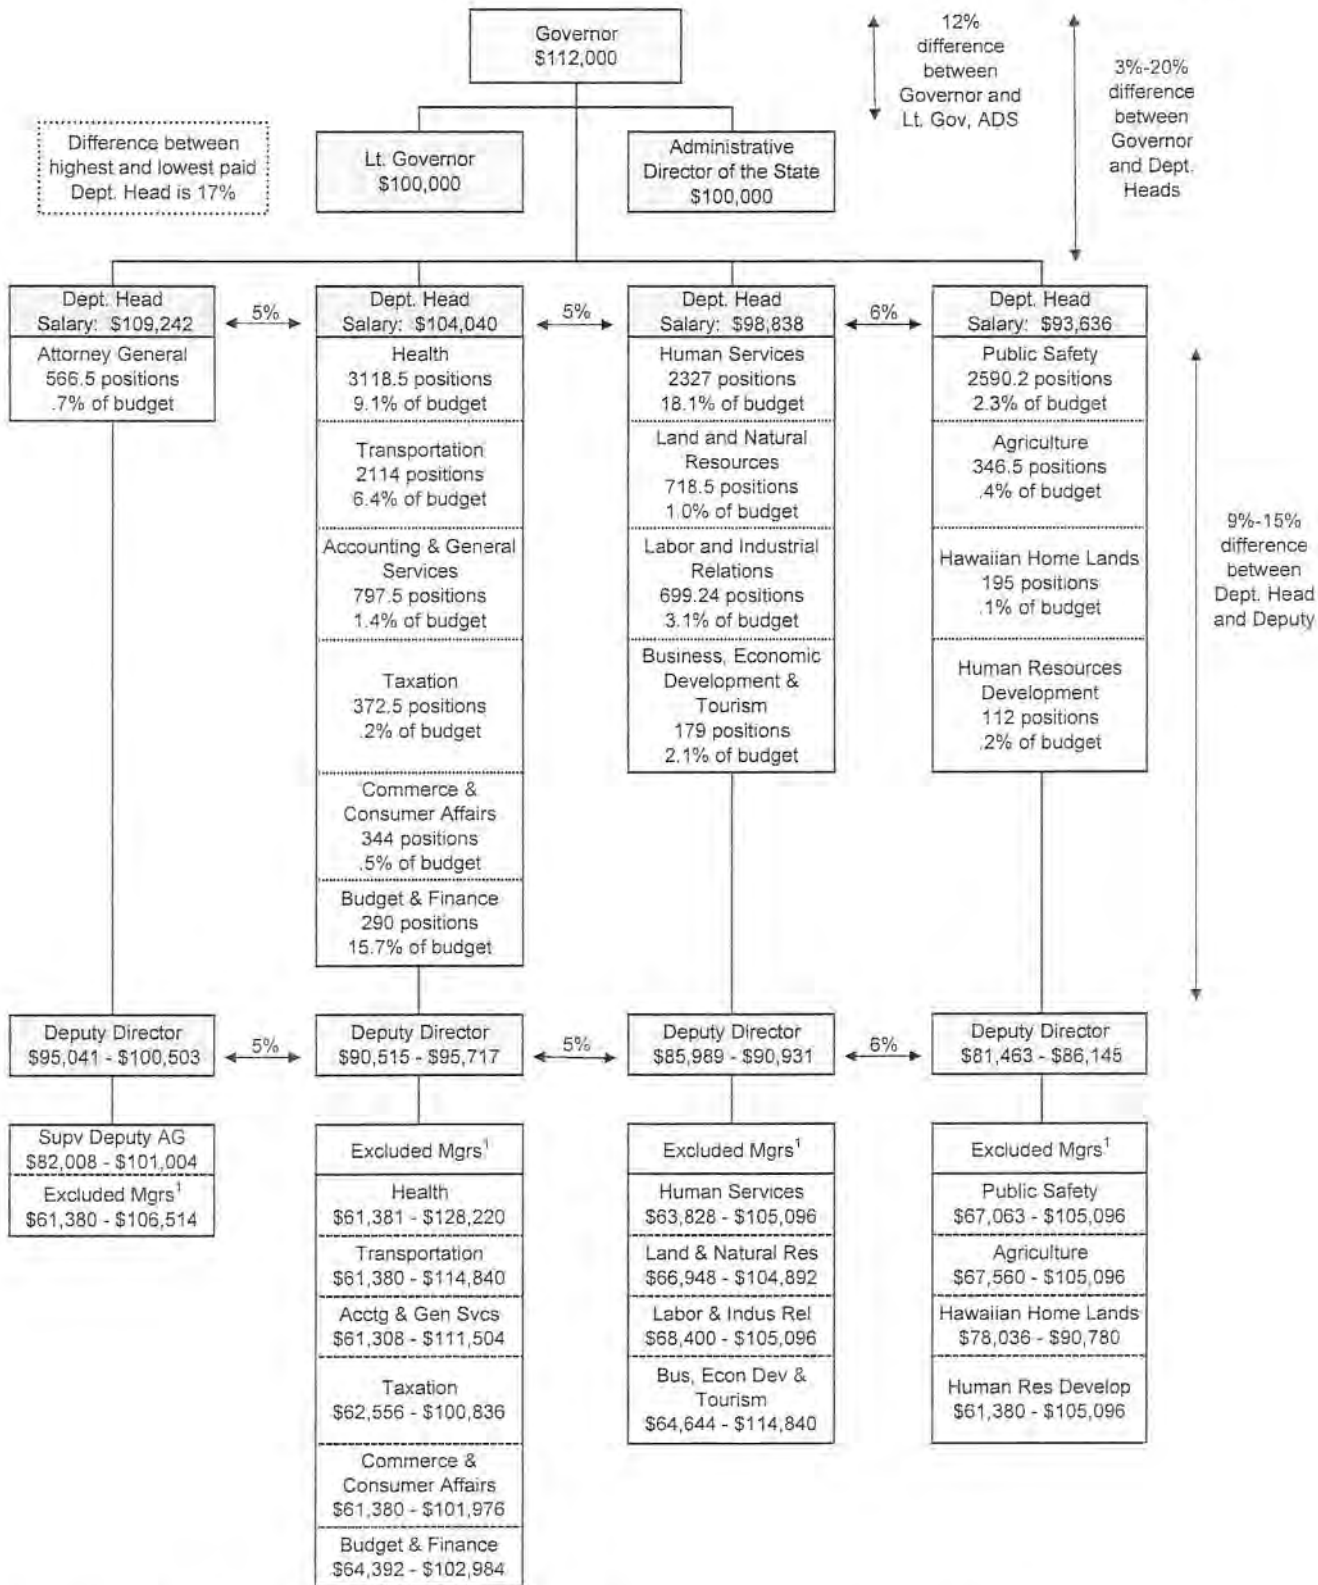 Governor
$112,000
12%
difference
between
Governor and
Lt. Gov, ADS
3%-20%
difference
between
Governor
and Dept.
Heads
Difference between
highest and lowest paid
Dept. Head is 17%
Lt. Governor
$100,000
Administrative
Director of the State
$100,000
Dept. Head
Salary: $109,242
5%
Dept. Head
Salary: $104,040
5%
Dept. Head
Salary: $98,838
6%
Dept. Head
Salary: $93,636
Attorney General
566.5 positions
.7% of budget
Health
3118.5 positions
9.1% of budget
Transportation
2114 positions
6.4% of budget
Accounting & General
Services
797.5 positions
1.4% of budget
Taxation
372.5 positions
.2% of budget
Commerce &
Consumer Affairs
344 positions
.5% of budget
Budget & Finance
290 positions
15.7% of budget
Human Services
2327 positions
18.1% of budget
Land and Natural
Resources
718.5 positions
1.0% of budget
Labor and Industrial
Relations
699.24 positions
3.1% of budget
Business, Economic
Development &
Tourism
179 positions
2.1% of budget
Public Safety
2590.2 positions
2.3% of budget
Agriculture
346.5 positions
.4% of budget
Hawaiian Home Lands
195 positions
.1% of budget
Human Resources
Development
112 positions
.2% of budget
9%-15%
difference
between
Dept. Head
and Deputy
Deputy Director
$95,041 - $100,503
5%
Deputy Director
$90,515 - $95,717
5%
Deputy Director
$85,989 - $90,931
6%
Deputy Director
$81,463 - $86,145
Supv Deputy AG
$82,008 - $101,004
Excluded Mgrs¹
$61,380 - $106,514
Excluded Mgrs¹
Health
$61,381 - $128,220
Transportation
$61,380 - $114,840
Acctg & Gen Svcs
$61,308 - $111,504
Taxation
$62,556 - $100,836
Commerce &
Consumer Affairs
$61,380 - $101,976
Budget & Finance
$64,392 - $102,984
Excluded Mgrs¹
Human Services
$63,828 - $105,096
Land & Natural Res
$66,948 - $104,892
Labor & Indus Rel
$68,400 - $105,096
Bus, Econ Dev &
Tourism
$64,644 - $114,840
Excluded Mgrs¹
Public Safety
$67,063 - $105,096
Agriculture
$67,560 - $105,096
Hawaiian Home Lands
$78,036 - $90,780
Human Res Develop
$61,380 - $105,096